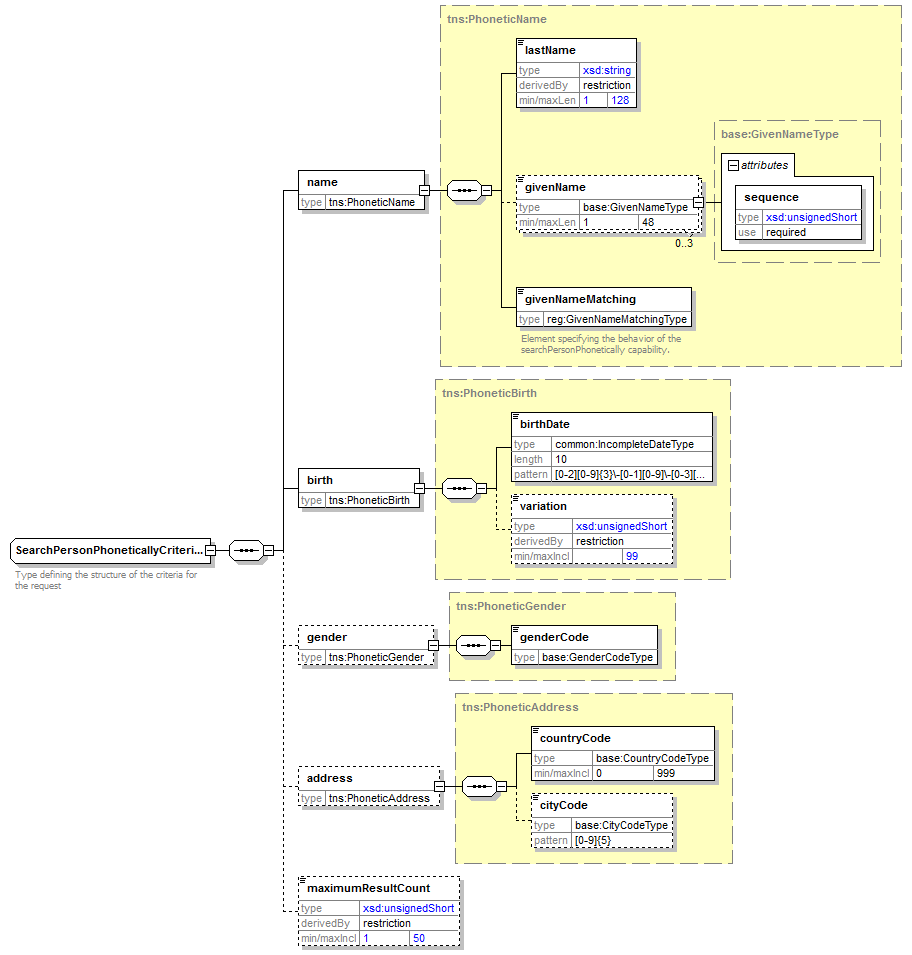 tns:PhoneticName
lastName
type xsd:string
derivedBy restriction
min/maxLen 1 128
base:GivenNameType
attributes
name
type tns:PhoneticName
givenName
type base:GivenNameType
min/maxLen 1 48
0..3
sequence
type xsd:unsignedShort
use required
givenNameMatching
type reg:GivenNameMatchingType
Element specifying the behavior of the
searchPersonPhonetically capability.
tns:PhoneticBirth
birthDate
type common:IncompleteDateType
length 10
pattern [0-2][0-9]{3}\-[0-1][0-9]\-[0-3][...
birth
type tns:PhoneticBirth
variation
type xsd:unsignedShort
derivedBy restriction
min/maxIncl 99
SearchPersonPhoneticallyCriteri...
Type defining the structure of the criteria for
the request
tns:PhoneticGender
gender
type tns:PhoneticGender
genderCode
type base:GenderCodeType
tns:PhoneticAddress
countryCode
type base:CountryCodeType
min/maxIncl 0 999
address
type tns:PhoneticAddress
cityCode
type base:CityCodeType
pattern [0-9]{5}
maximumResultCount
type xsd:unsignedShort
derivedBy restriction
min/maxIncl 1 50